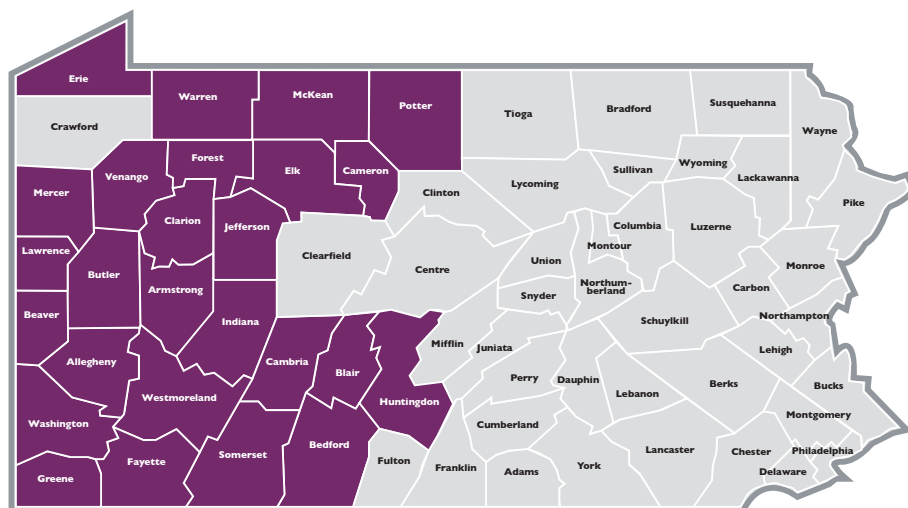 Erie
Warren
McKean
Potter
Tioga
Bradford
Susquehanna
Wayne
Crawford
Forest
Elk
Cameron
Venango
Clinton
Lycoming
Sullivan
Wyoming
Lackawanna
Pike
Mercer
Clarion
Jefferson
Columbia
Luzerne
Montour
Lawrence
Clearfield
Centre
Union
Monroe
Butler
Armstrong
Snyder
Northum-
berland
Carbon
Beaver
Indiana
Schuylkill
Northampton
Allegheny
Cambria
Blair
Mifflin
Juniata
Lehigh
Westmoreland
Huntingdon
Perry
Dauphin
Lebanon
Berks
Bucks
Washington
Cumberland
Montgomery
Greene
Fayette
Somerset
Bedford
Fulton
Franklin
Adams
York
Lancaster
Chester
Philadelphia
Delaware